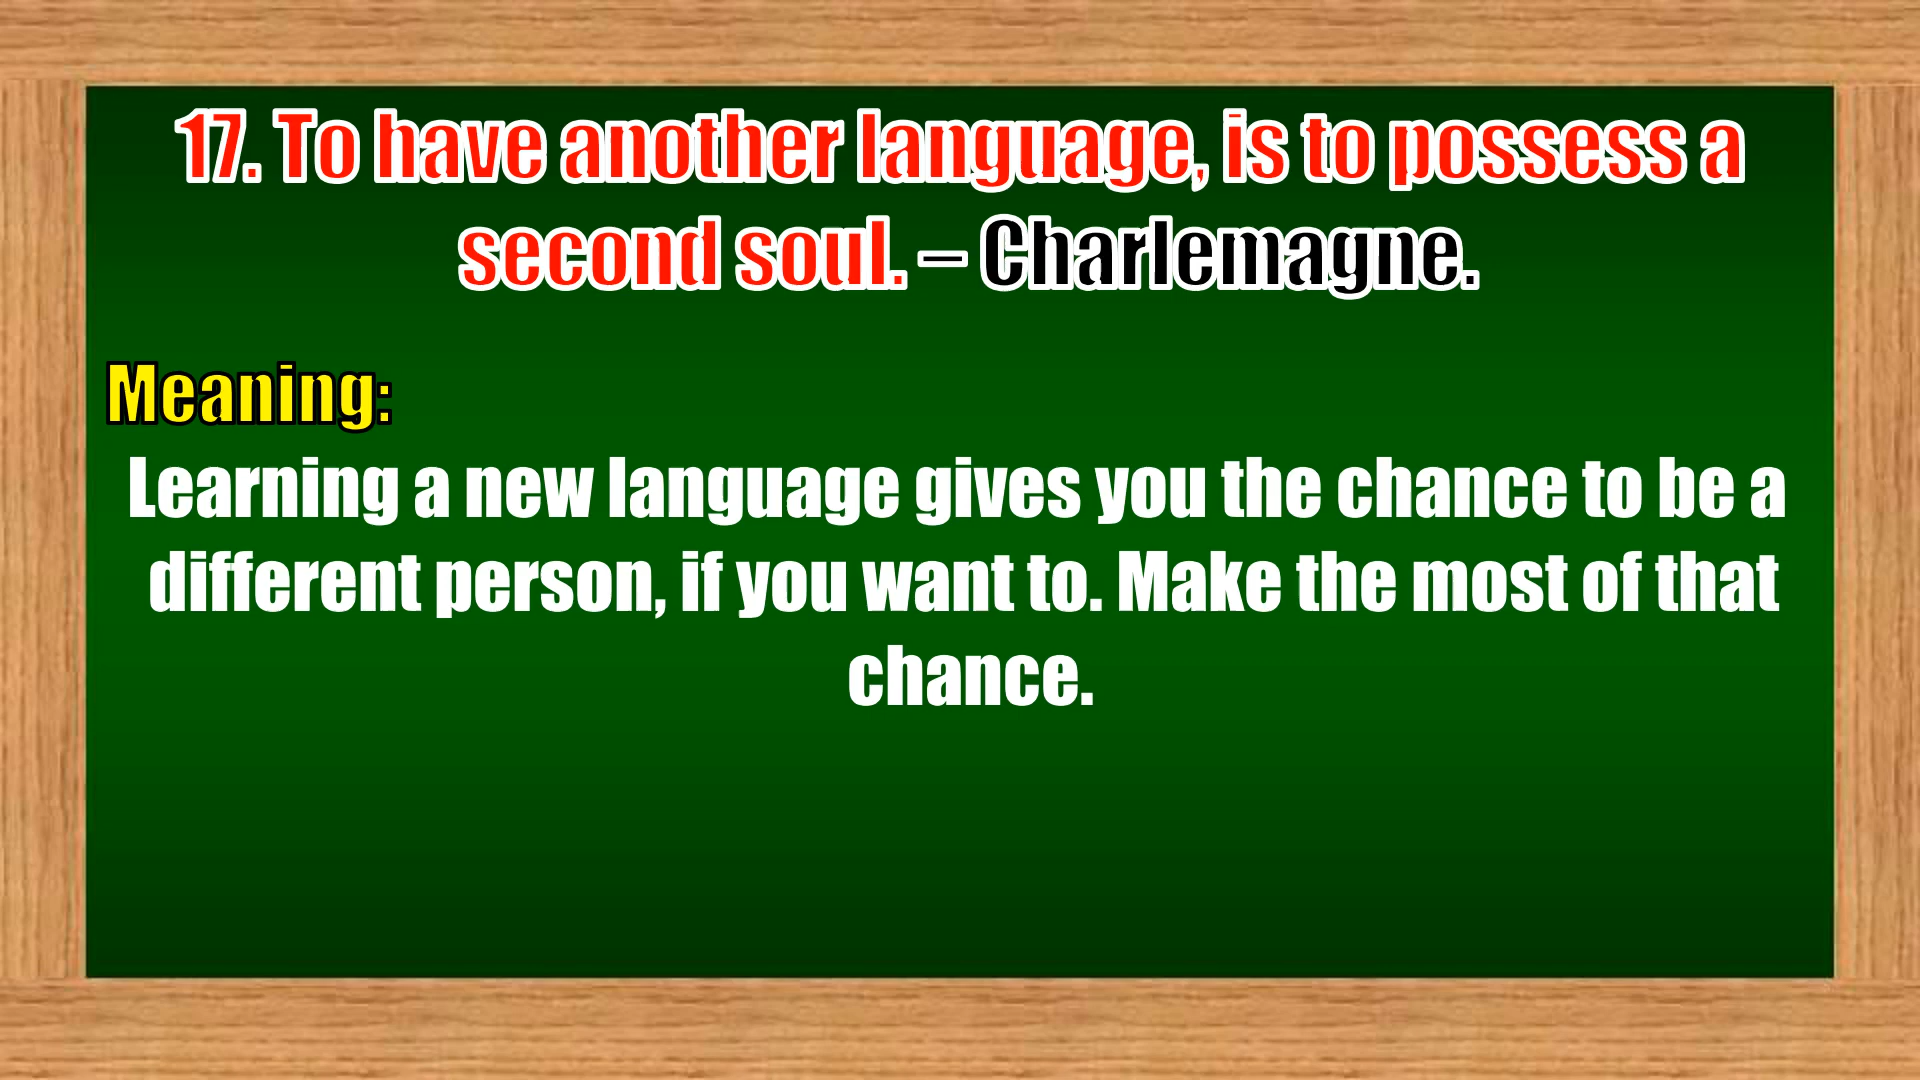 17. To have another language, is to possess a
second soul. – Charlemagne.
Meaning:
Learning a new language gives you the chance to be a
different person, if you want to. Make the most of that
chance.